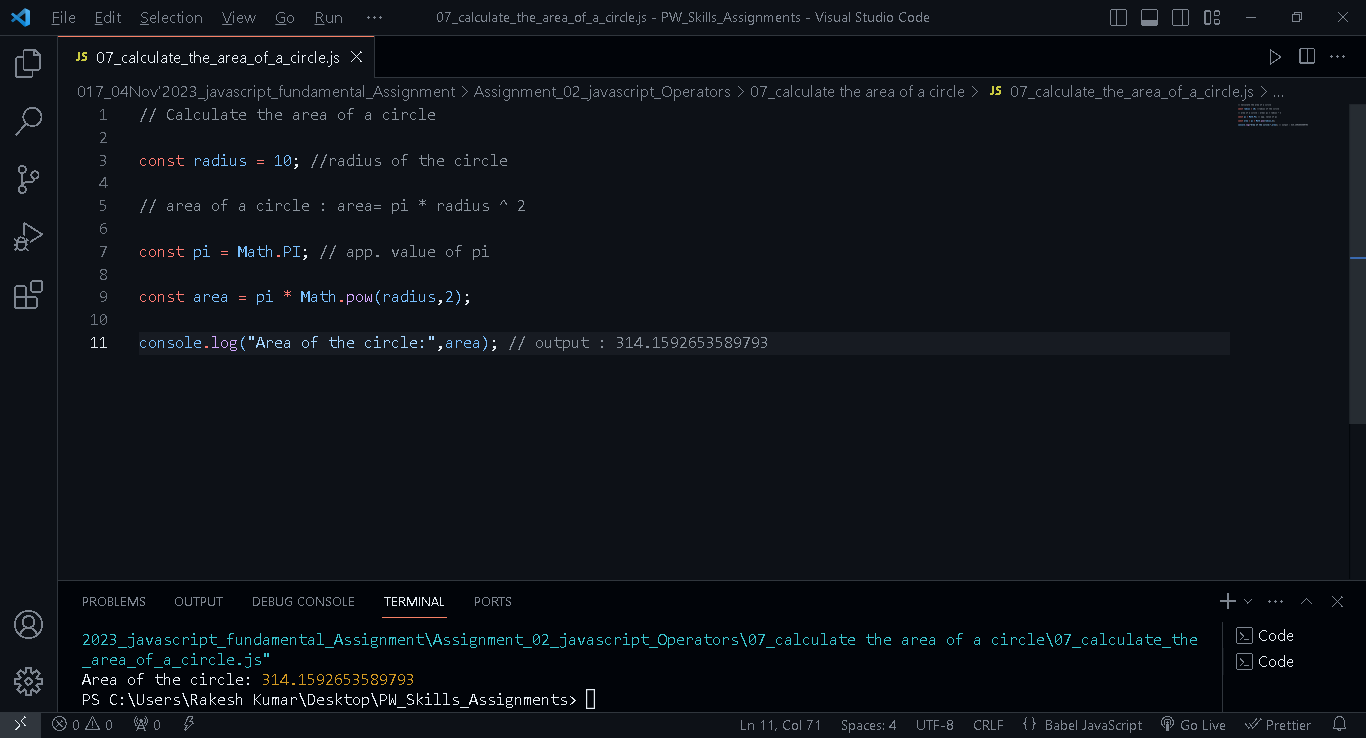 File Edit Selection View Go Run ··· 07_calculate_the_area_of_a_circle.js - PW_Skills_Assignments - Visual Studio Code
JS 07_calculate_the_area_of_a_circle.js
017_04Nov'2023_javascript_fundamental_Assignment > Assignment_02_javascript_Operators > 07_calculate the area of a circle > JS 07_calculate_the_area_of_a_circle.js > ...
1 // Calculate the area of a circle
2
3 const radius = 10; //radius of the circle
4
5 // area of a circle : area= pi * radius ^ 2
6
7 const pi = Math.PI; // app. value of pi
8
9 const area = pi * Math.pow(radius,2);
10
11 console.log("Area of the circle:",area); // output : 314.1592653589793
PROBLEMS OUTPUT DEBUG CONSOLE TERMINAL PORTS
2023_javascript_fundamental_Assignment\Assignment_02_javascript_Operators\07_calculate the area of a circle\07_calculate_the
_area_of_a_circle.js"
Area of the circle: 314.1592653589793
PS C:\Users\Rakesh Kumar\Desktop\PW_Skills_Assignments>
Code
Code
0 0 0 Ln 11, Col 71 Spaces: 4 UTF-8 CRLF {} Babel JavaScript Go Live Prettier